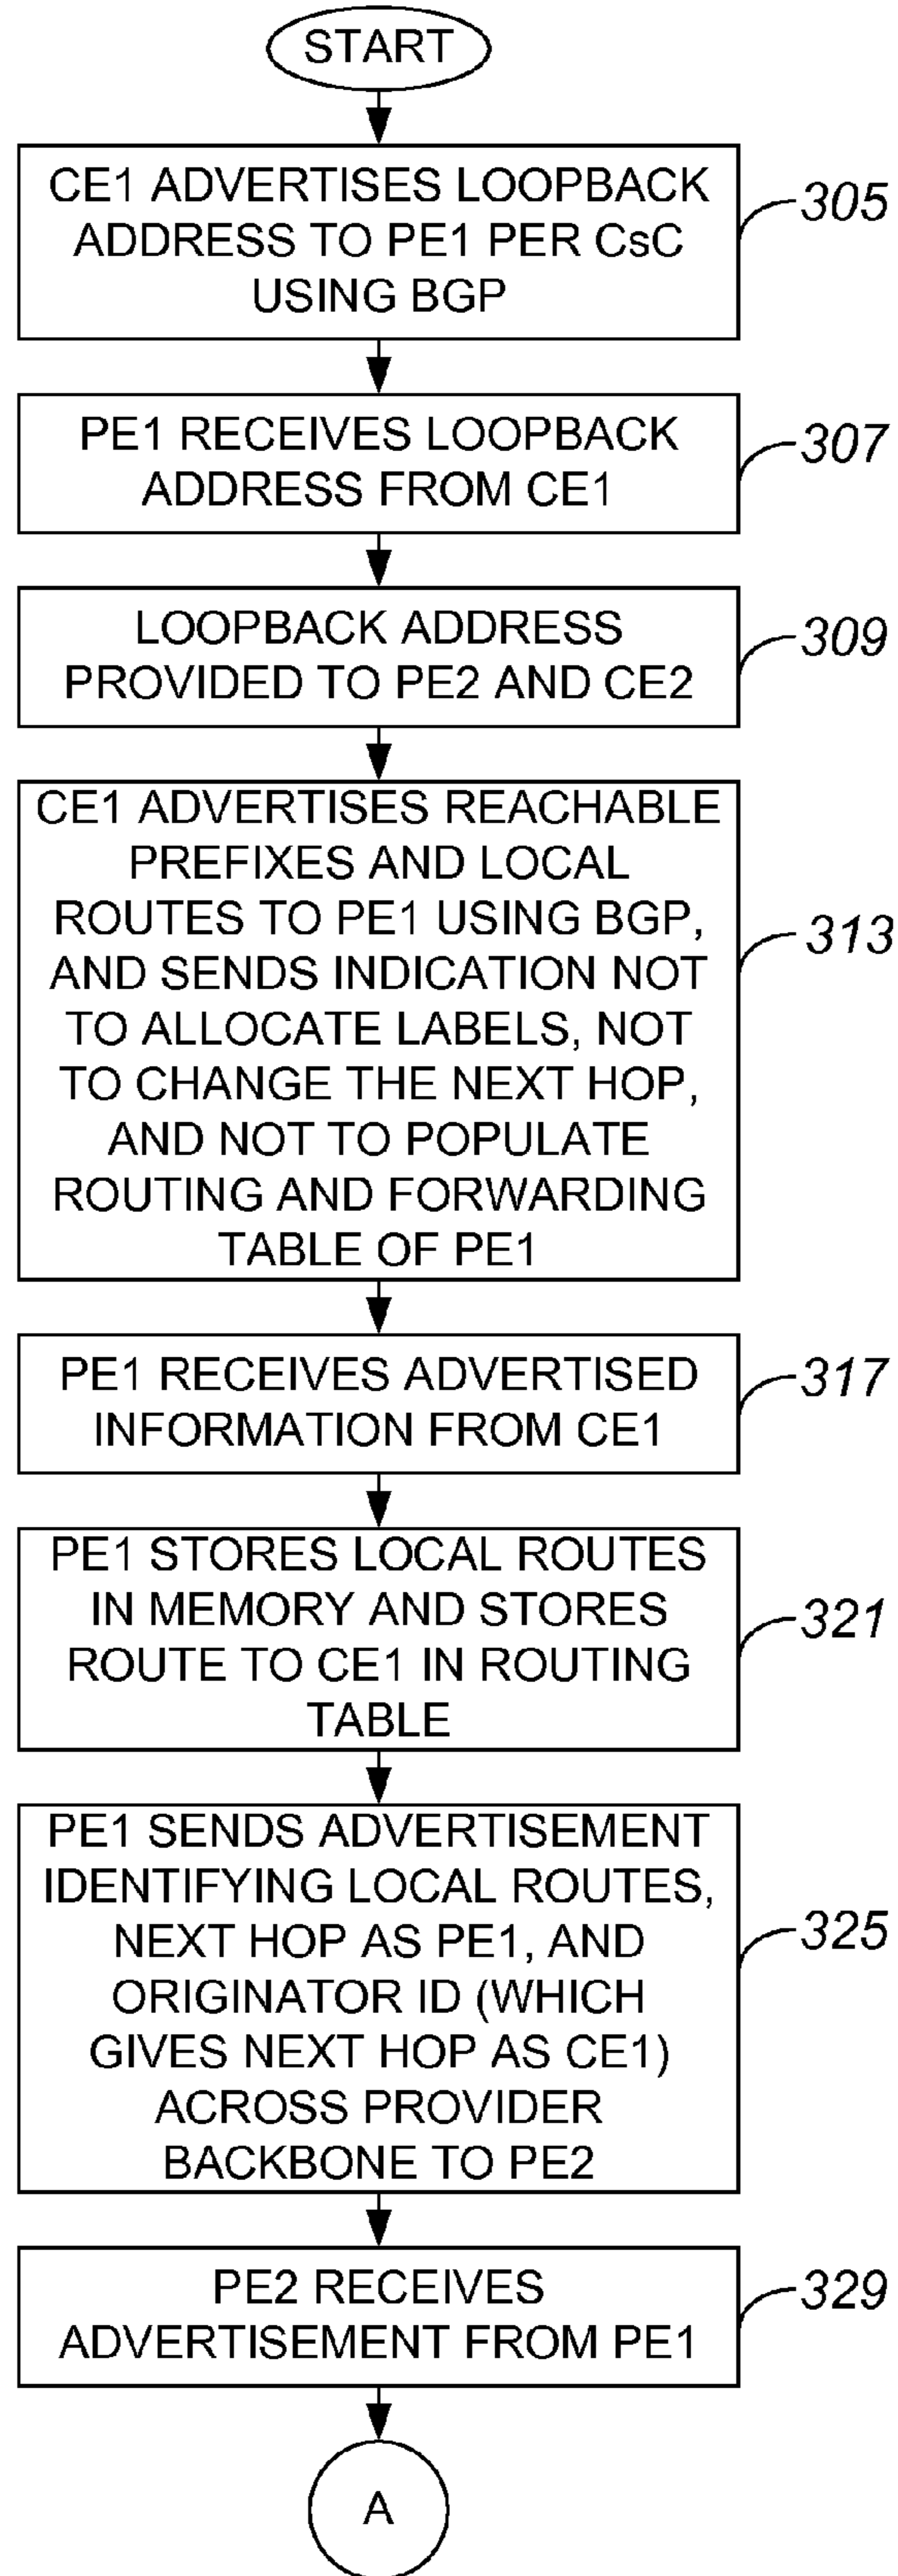 START
CE1 ADVERTISES LOOPBACK
ADDRESS TO PE1 PER CsC
USING BGP
305
PE1 RECEIVES LOOPBACK
ADDRESS FROM CE1
307
LOOPBACK ADDRESS
PROVIDED TO PE2 AND CE2
309
CE1 ADVERTISES REACHABLE
PREFIXES AND LOCAL
ROUTES TO PE1 USING BGP,
AND SENDS INDICATION NOT
TO ALLOCATE LABELS, NOT
TO CHANGE THE NEXT HOP,
AND NOT TO POPULATE
ROUTING AND FORWARDING
TABLE OF PE1
313
PE1 RECEIVES ADVERTISED
INFORMATION FROM CE1
317
PE1 STORES LOCAL ROUTES
IN MEMORY AND STORES
ROUTE TO CE1 IN ROUTING
TABLE
321
PE1 SENDS ADVERTISEMENT
IDENTIFYING LOCAL ROUTES,
NEXT HOP AS PE1, AND
ORIGINATOR ID (WHICH
GIVES NEXT HOP AS CE1)
ACROSS PROVIDER
BACKBONE TO PE2
325
PE2 RECEIVES
ADVERTISEMENT FROM PE1
329
A